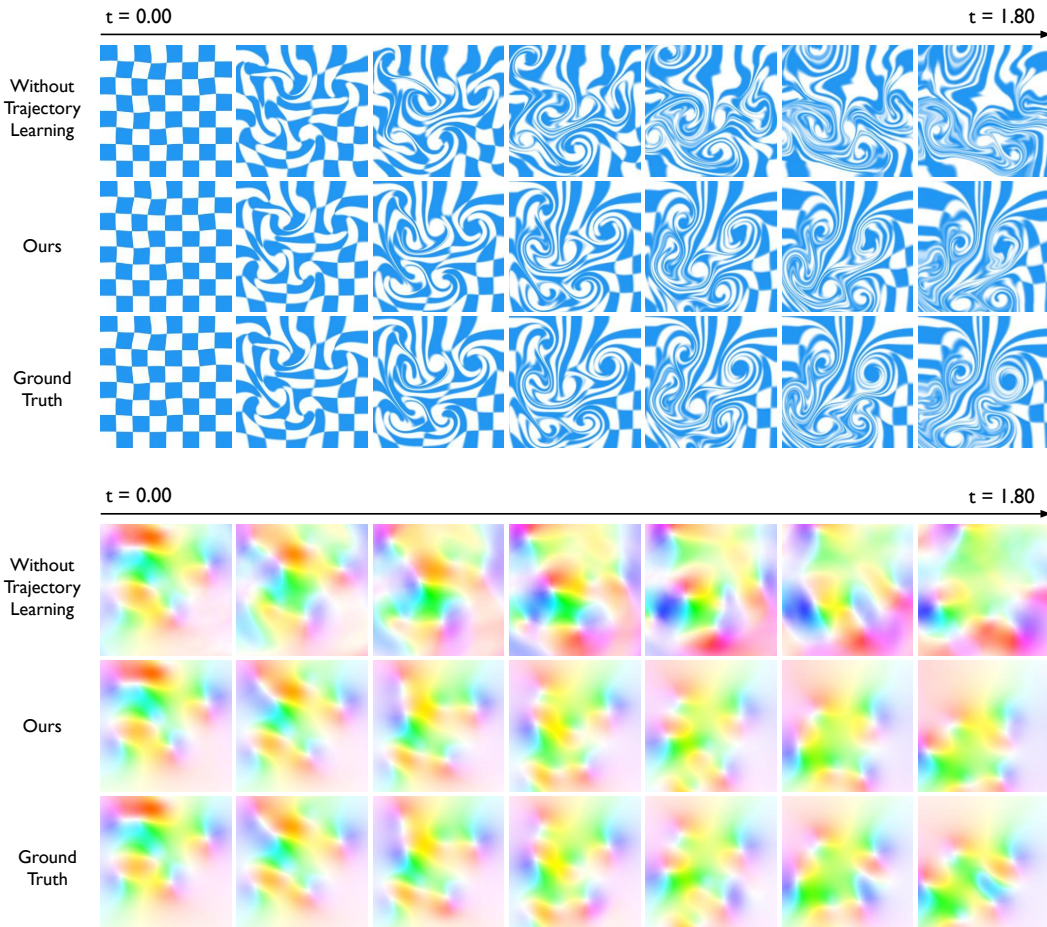 t = 0.00
t = 1.80
Without
Trajectory
Learning
Ours
Ground
Truth
t = 0.00
t = 1.80
Without
Trajectory
Learning
Ours
Ground
Truth